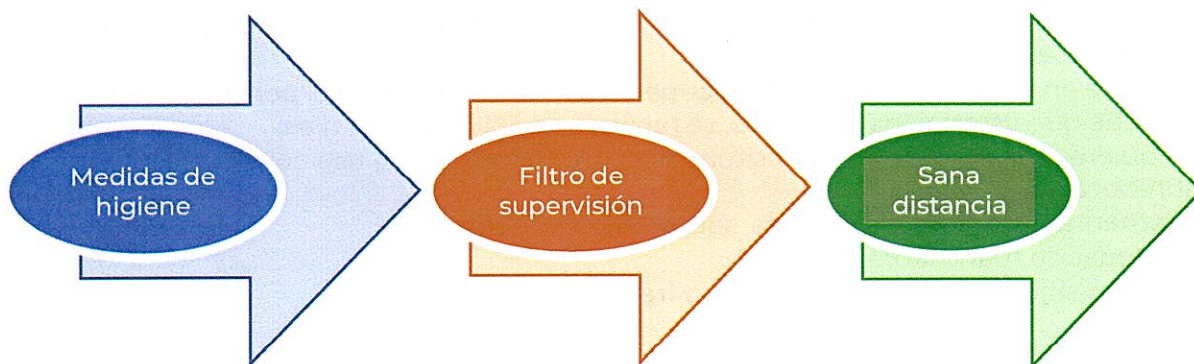 Medidas de
higiene
Filtro de
supervisión
Sana
distancia